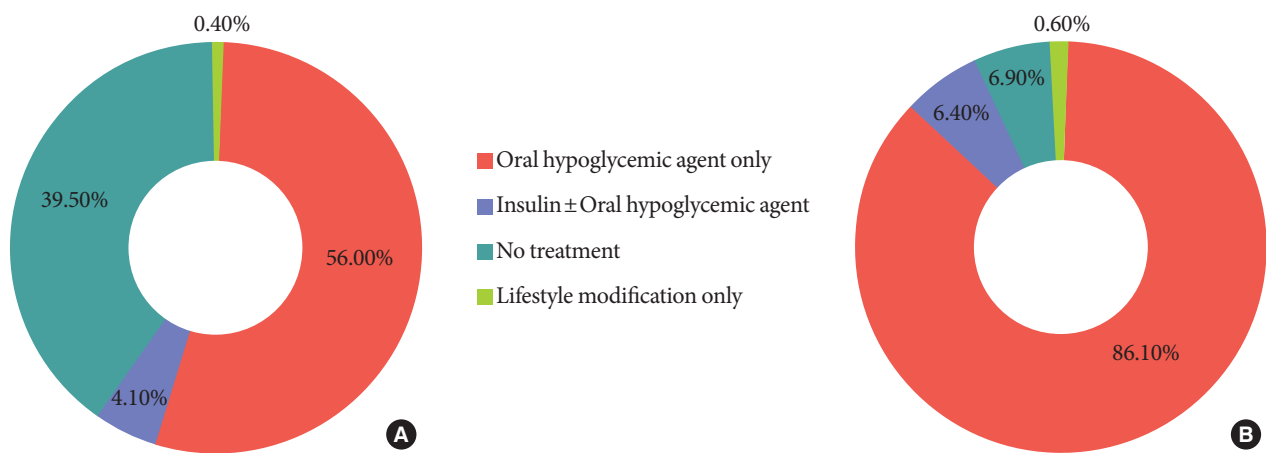 0.40%
39.50%
56.00%
4.10%
A
Oral hypoglycemic agent only
Insulin ± Oral hypoglycemic agent
No treatment
Lifestyle modification only
0.60%
6.90%
6.40%
86.10%
B